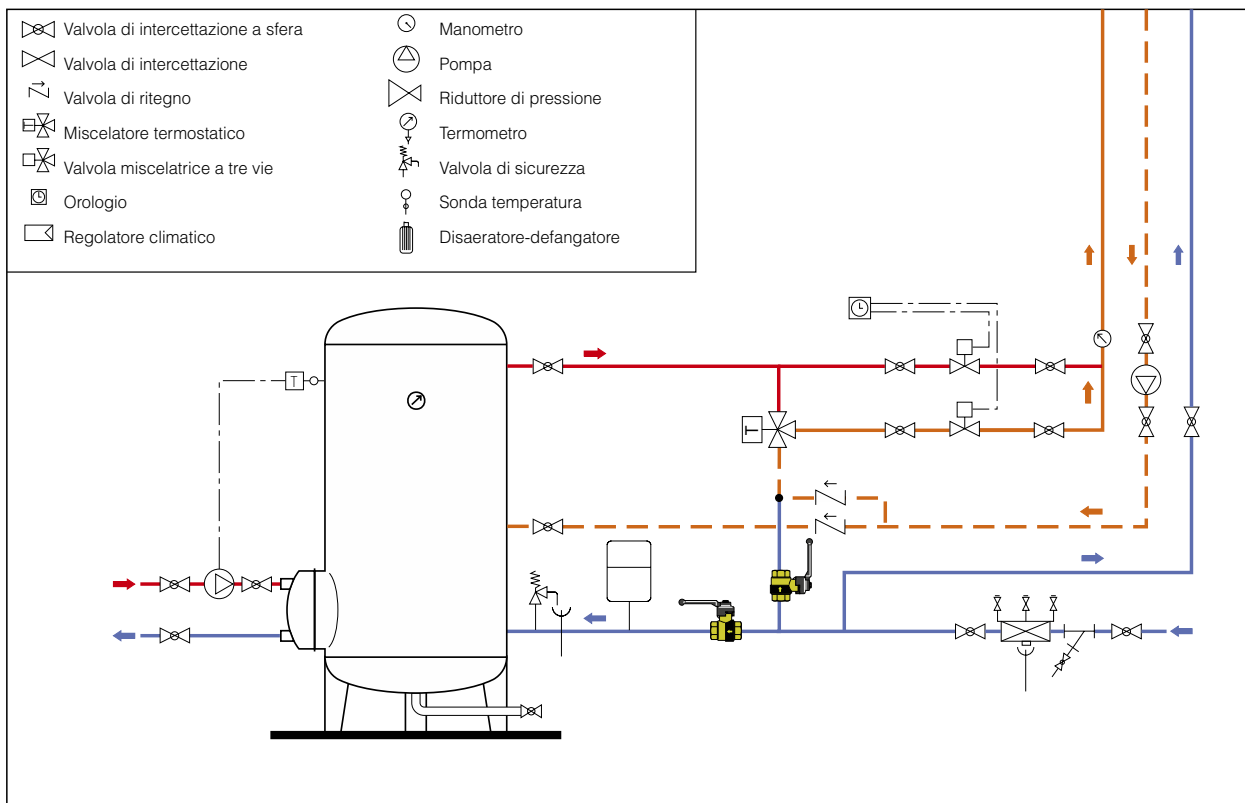 Valvola di intercettazione a sfera
Valvola di intercettazione
Valvola di ritegno
Miscelatore termostatico
Valvola miscelatrice a tre vie
Orologio
Regolatore climatico
Manometro
Pompa
Riduttore di pressione
Termometro
Valvola di sicurezza
Sonda temperatura
Disaeratore-defangatore
T
T